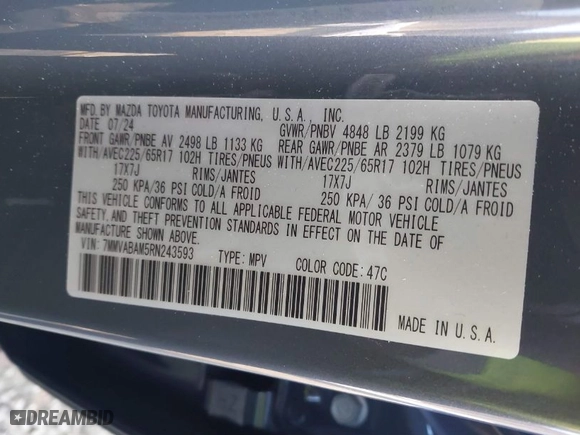 MFD.BY MAZDA TOYOTA MANUFACTURING, U.S.A., INC.
DATE 07/24 GVWR/PNBV 4848 LB 2199 KG
FRONT GAWR/PNBE AV 2498 LB 1133 KG REAR GAWR/PNBE AR 2379 LB 1079 KG
WITH/AVEC225/65R17 102H TIRES/PNEUS WITH/AVEC225/65R17 102H TIRES/PNEUS
17X7J RIMS/JANTES 17X7J RIMS/JANTES
250 KPA/36 PSI COLD/A FROID 250 KPA/36 PSI COLD/A FROID
THIS VEHICLE CONFORMS TO ALL APPLICABLE FEDERAL MOTOR VEHICLE
SAFETY, AND THEFT PREVENTION STANDARDS IN EFFECT ON THE DATE OF
MANUFACTURE SHOWN ABOVE.
VIN: 7MMVABAM5RN243593 TYPE: MPV COLOR CODE: 47C
MADE IN U.S.A.
DREAMBID